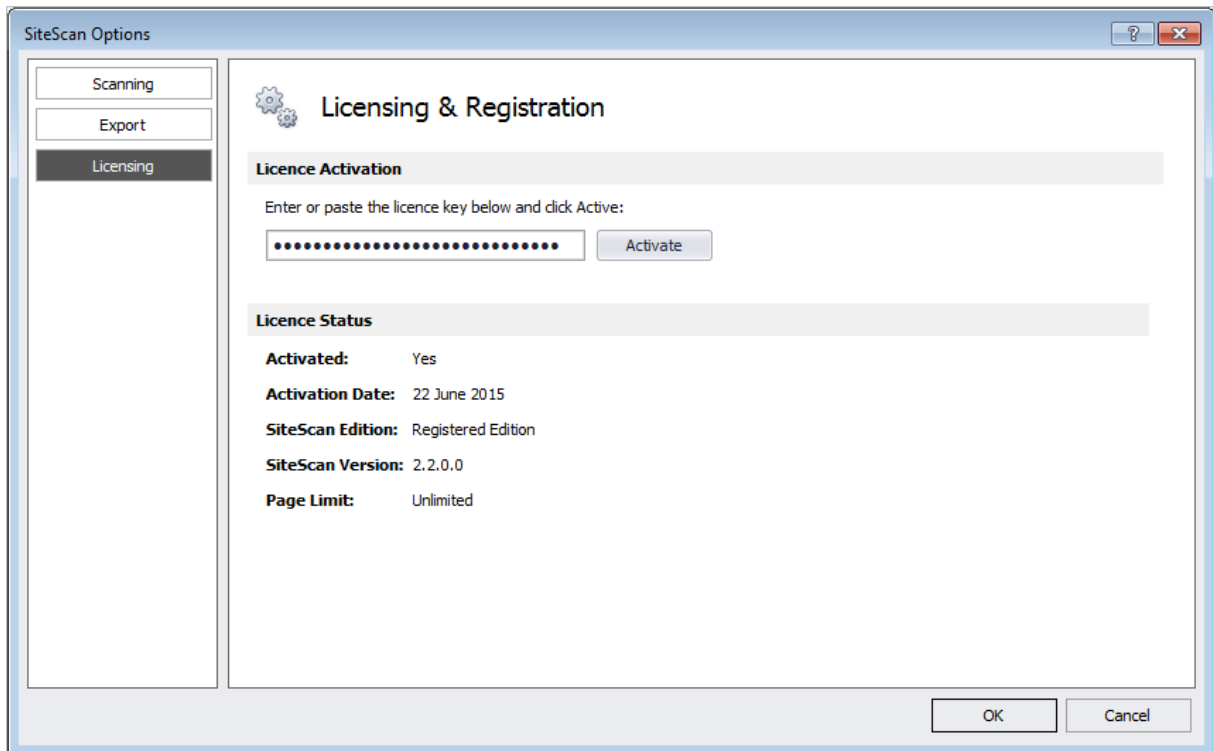 SiteScan Options
Scanning
Export
Licensing
Licensing & Registration
Licence Activation
Enter or paste the licence key below and click Active:
•••••••••••••••••••••••••••••
Activate
Licence Status
Activated: Yes
Activation Date: 22 June 2015
SiteScan Edition: Registered Edition
SiteScan Version: 2.2.0.0
Page Limit: Unlimited
OK
Cancel